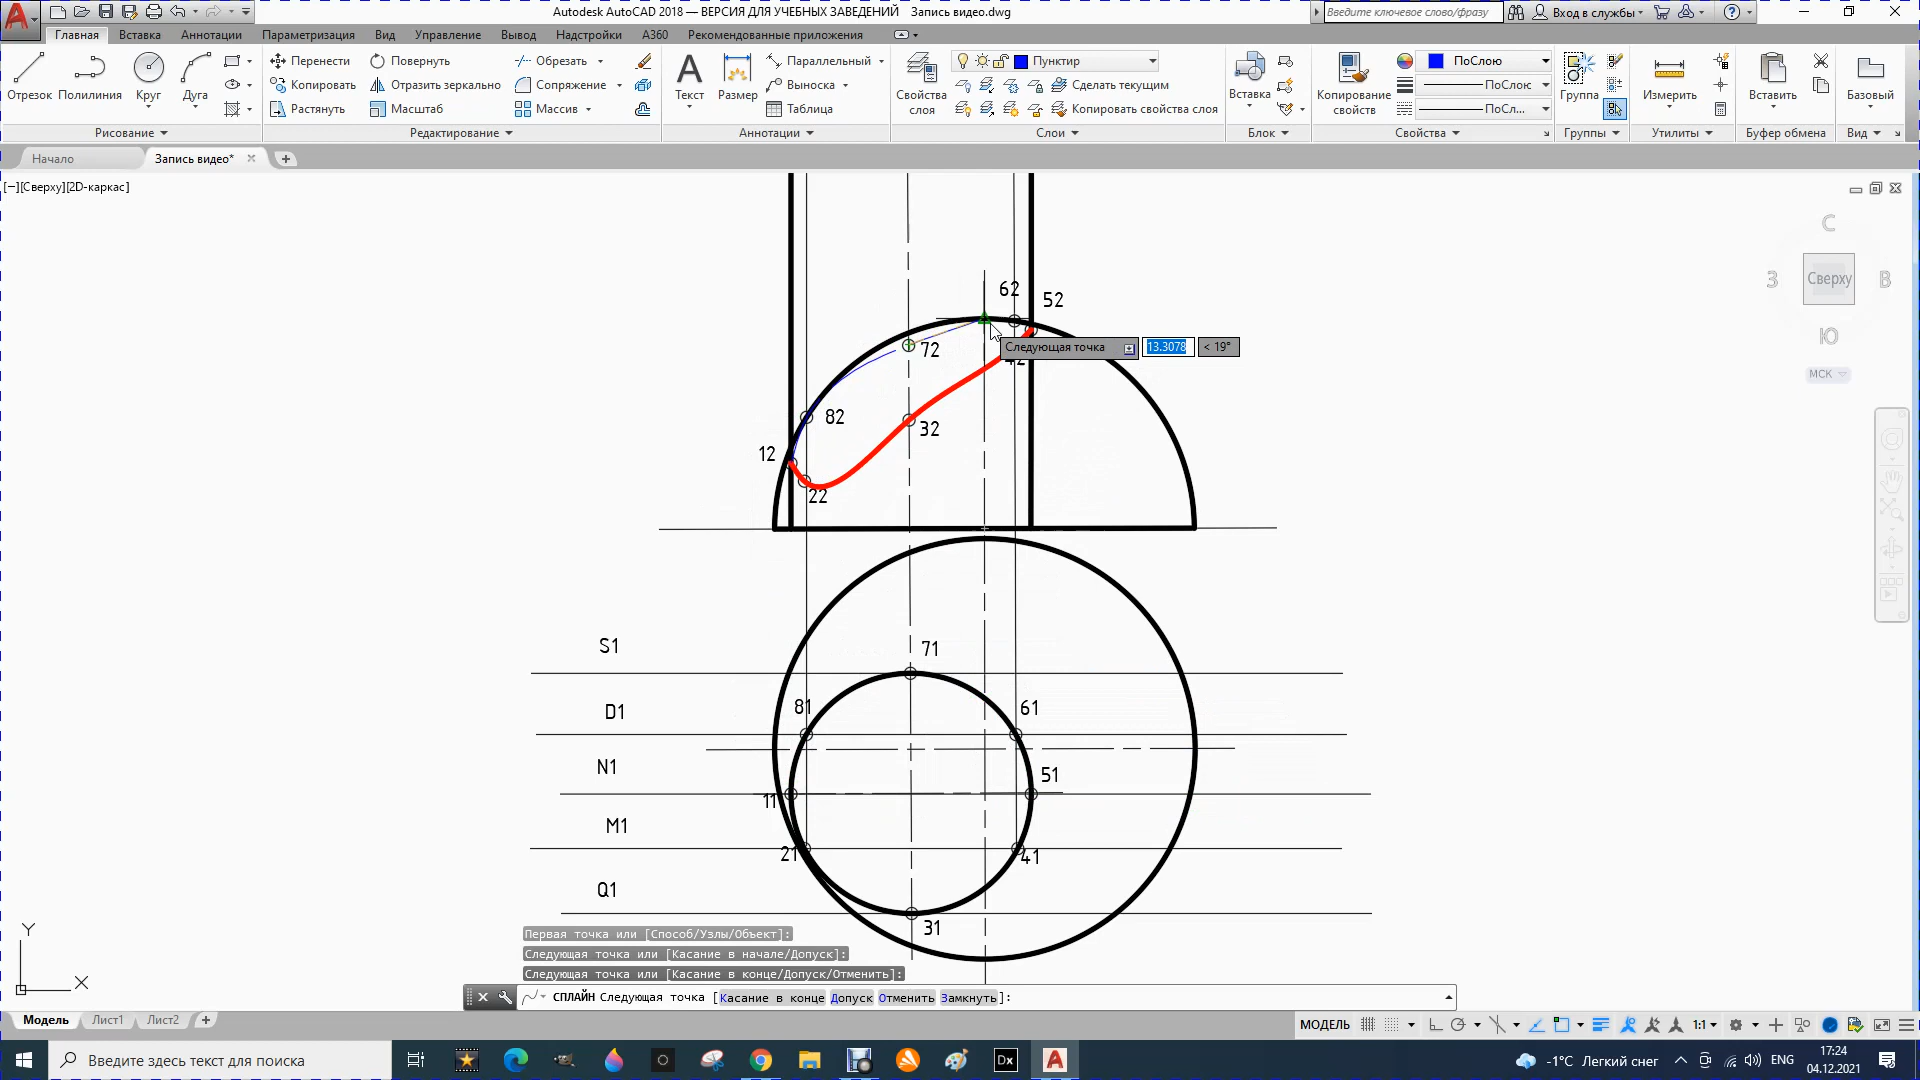 Autodesk AutoCAD 2018 — ВЕРСИЯ ДЛЯ УЧЕБНЫХ ЗАВЕДЕНИЙ Запись видео.dwg
Введите ключевое слово/фразу
Вход в службы
Главная Вставка Аннотации Параметризация Вид Управление Вывод Надстройки A360 Рекомендованные приложения
Отрезок Полилиния Круг Дуга
Перенести Повернуть Обрезать
Копировать Отразить зеркально Сопряжение
Растянуть Масштаб Массив
Текст Размер
Параллельный
Выноска
Таблица
Свойства слоя
Пунктир
Сделать текущим
Копировать свойства слоя
Вставка
Копирование свойств
ПоСлою
ПоСлою
ПоСл...
Группа
Измерить
Вставить
Базовый
Рисование Редактирование Аннотации Слои Блок Свойства Группы Утилиты Буфер обмена Вид
Начало Запись видео*
[−][Сверху][2D-каркас]
С
З Сверху В
Ю
МСК
62
52
72
Следующая точка 13.3078 < 19°
42
82
32
12
22
S1
71
D1
81
61
N1
51
11
M1
21
41
Q1
31
Y
X
Первая точка или [Способ/Узлы/Объект]:
Следующая точка или [Касание в начале/Допуск]:
Следующая точка или [Касание в конце/Допуск/Отменить]:
СПЛАЙН Следующая точка [Касание в конце Допуск Отменить Замкнуть]:
Модель Лист1 Лист2
МОДЕЛЬ 1:1
Введите здесь текст для поиска
Dx
-1°C Легкий снег
ENG
17:24
04.12.2021